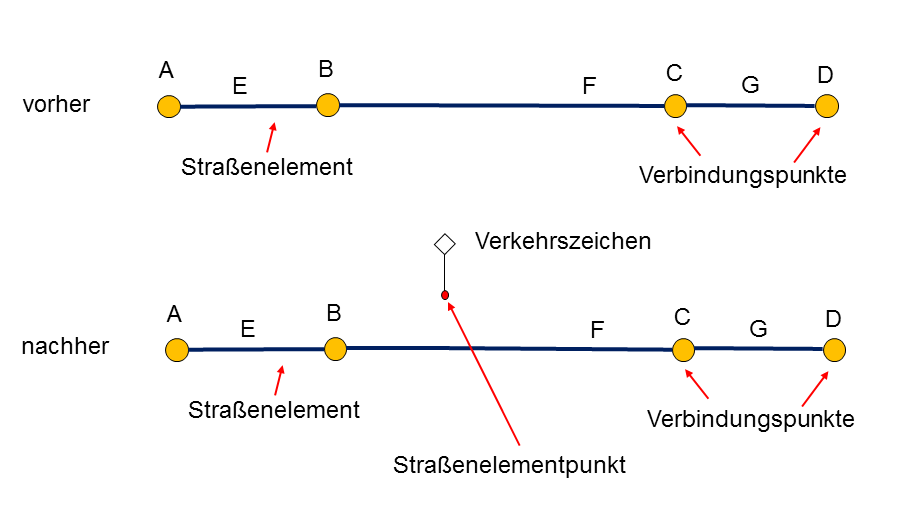 A E B F C G D
vorher
Straßenelement
Verbindungspunkte
Verkehrszeichen
A E B F C G D
nachher
Straßenelement
Verbindungspunkte
Straßenelementpunkt